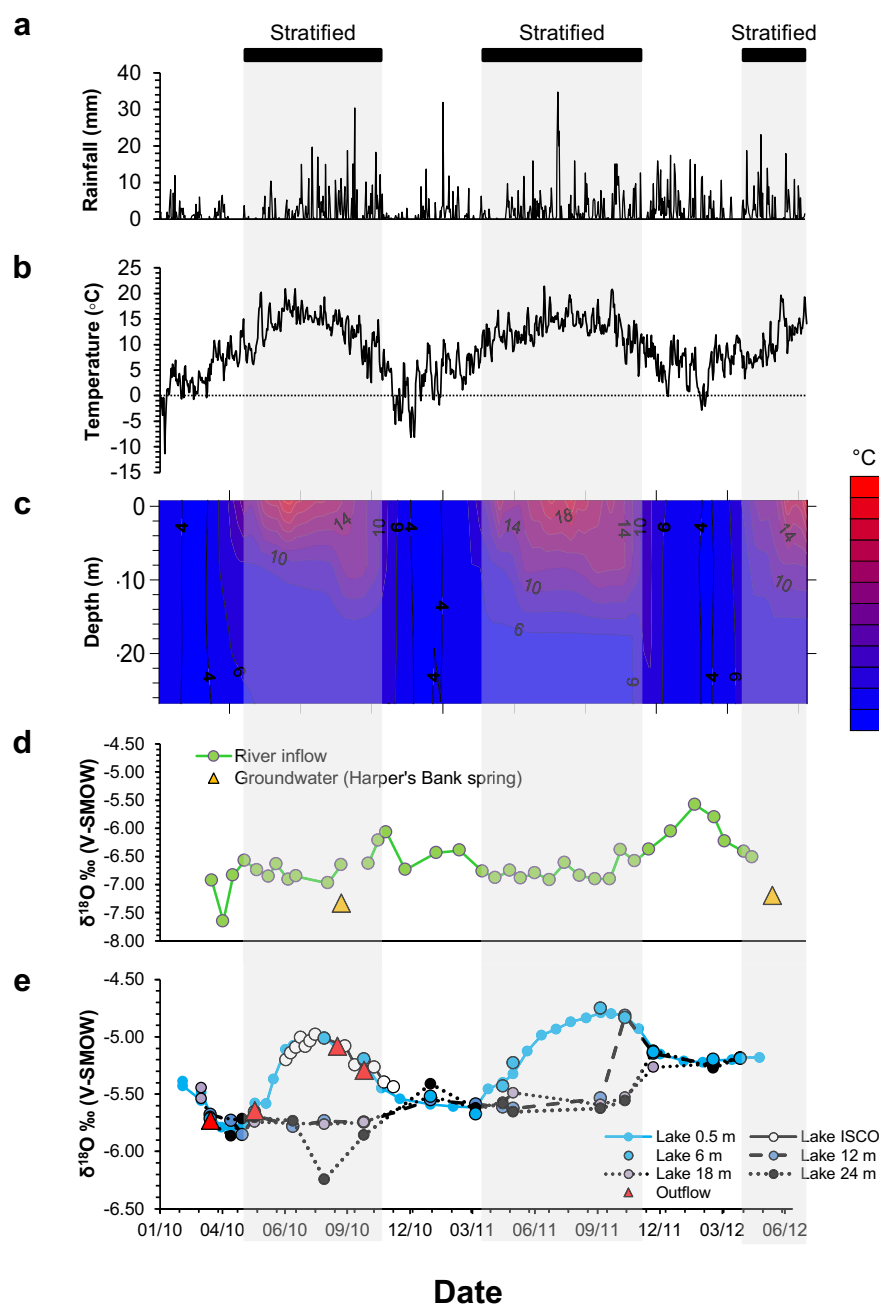 a
Stratified Stratified Stratified
Rainfall (mm)
40
30
20
10
0
b
Temperature (°C)
25
20
15
10
5
0
-5
-10
-15
c
°C
Depth (m)
0
-10
-20
4 4 6 10 14 10 6 4 4 4 14 18 14 10 10 6 6 6 4 4 6 14 10
d
δ18O ‰ (V-SMOW)
-4.50
-5.00
-5.50
-6.00
-6.50
-7.00
-7.50
-8.00
River inflow
Groundwater (Harper's Bank spring)
e
δ18O ‰ (V-SMOW)
-4.50
-5.00
-5.50
-6.00
-6.50
Lake 0.5 m Lake ISCO
Lake 6 m Lake 12 m
Lake 18 m Lake 24 m
Outflow
01/10 04/10 06/10 09/10 12/10 03/11 06/11 09/11 12/11 03/12 06/12
Date